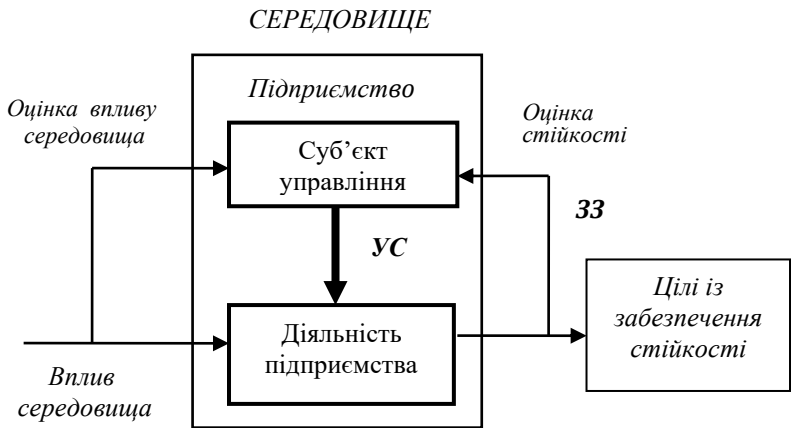 СЕРЕДОВИЩЕ
Підприємство
Оцінка впливу
середовища
Оцінка
стійкості
Суб’єкт
управління
ЗЗ
УС
Цілі із
забезпечення
стійкості
Діяльність
підприємства
Вплив
середовища